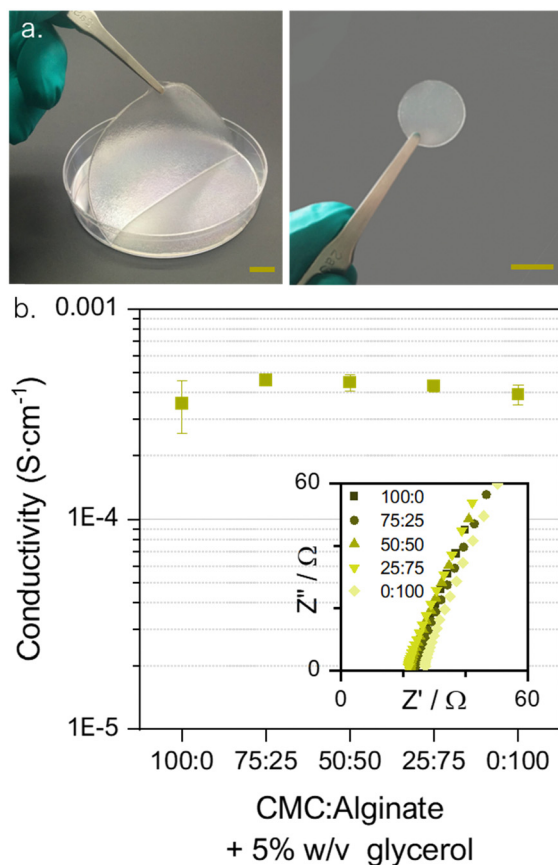 a.
b.
0.001
1E-4
1E-5
Conductivity (S·cm⁻¹)
60
100:0
75:25
50:50
25:75
0:100
Z" / Ω
0
0
60
Z' / Ω
100:0 75:25 50:50 25:75 0:100
CMC:Alginate
+ 5% w/v glycerol